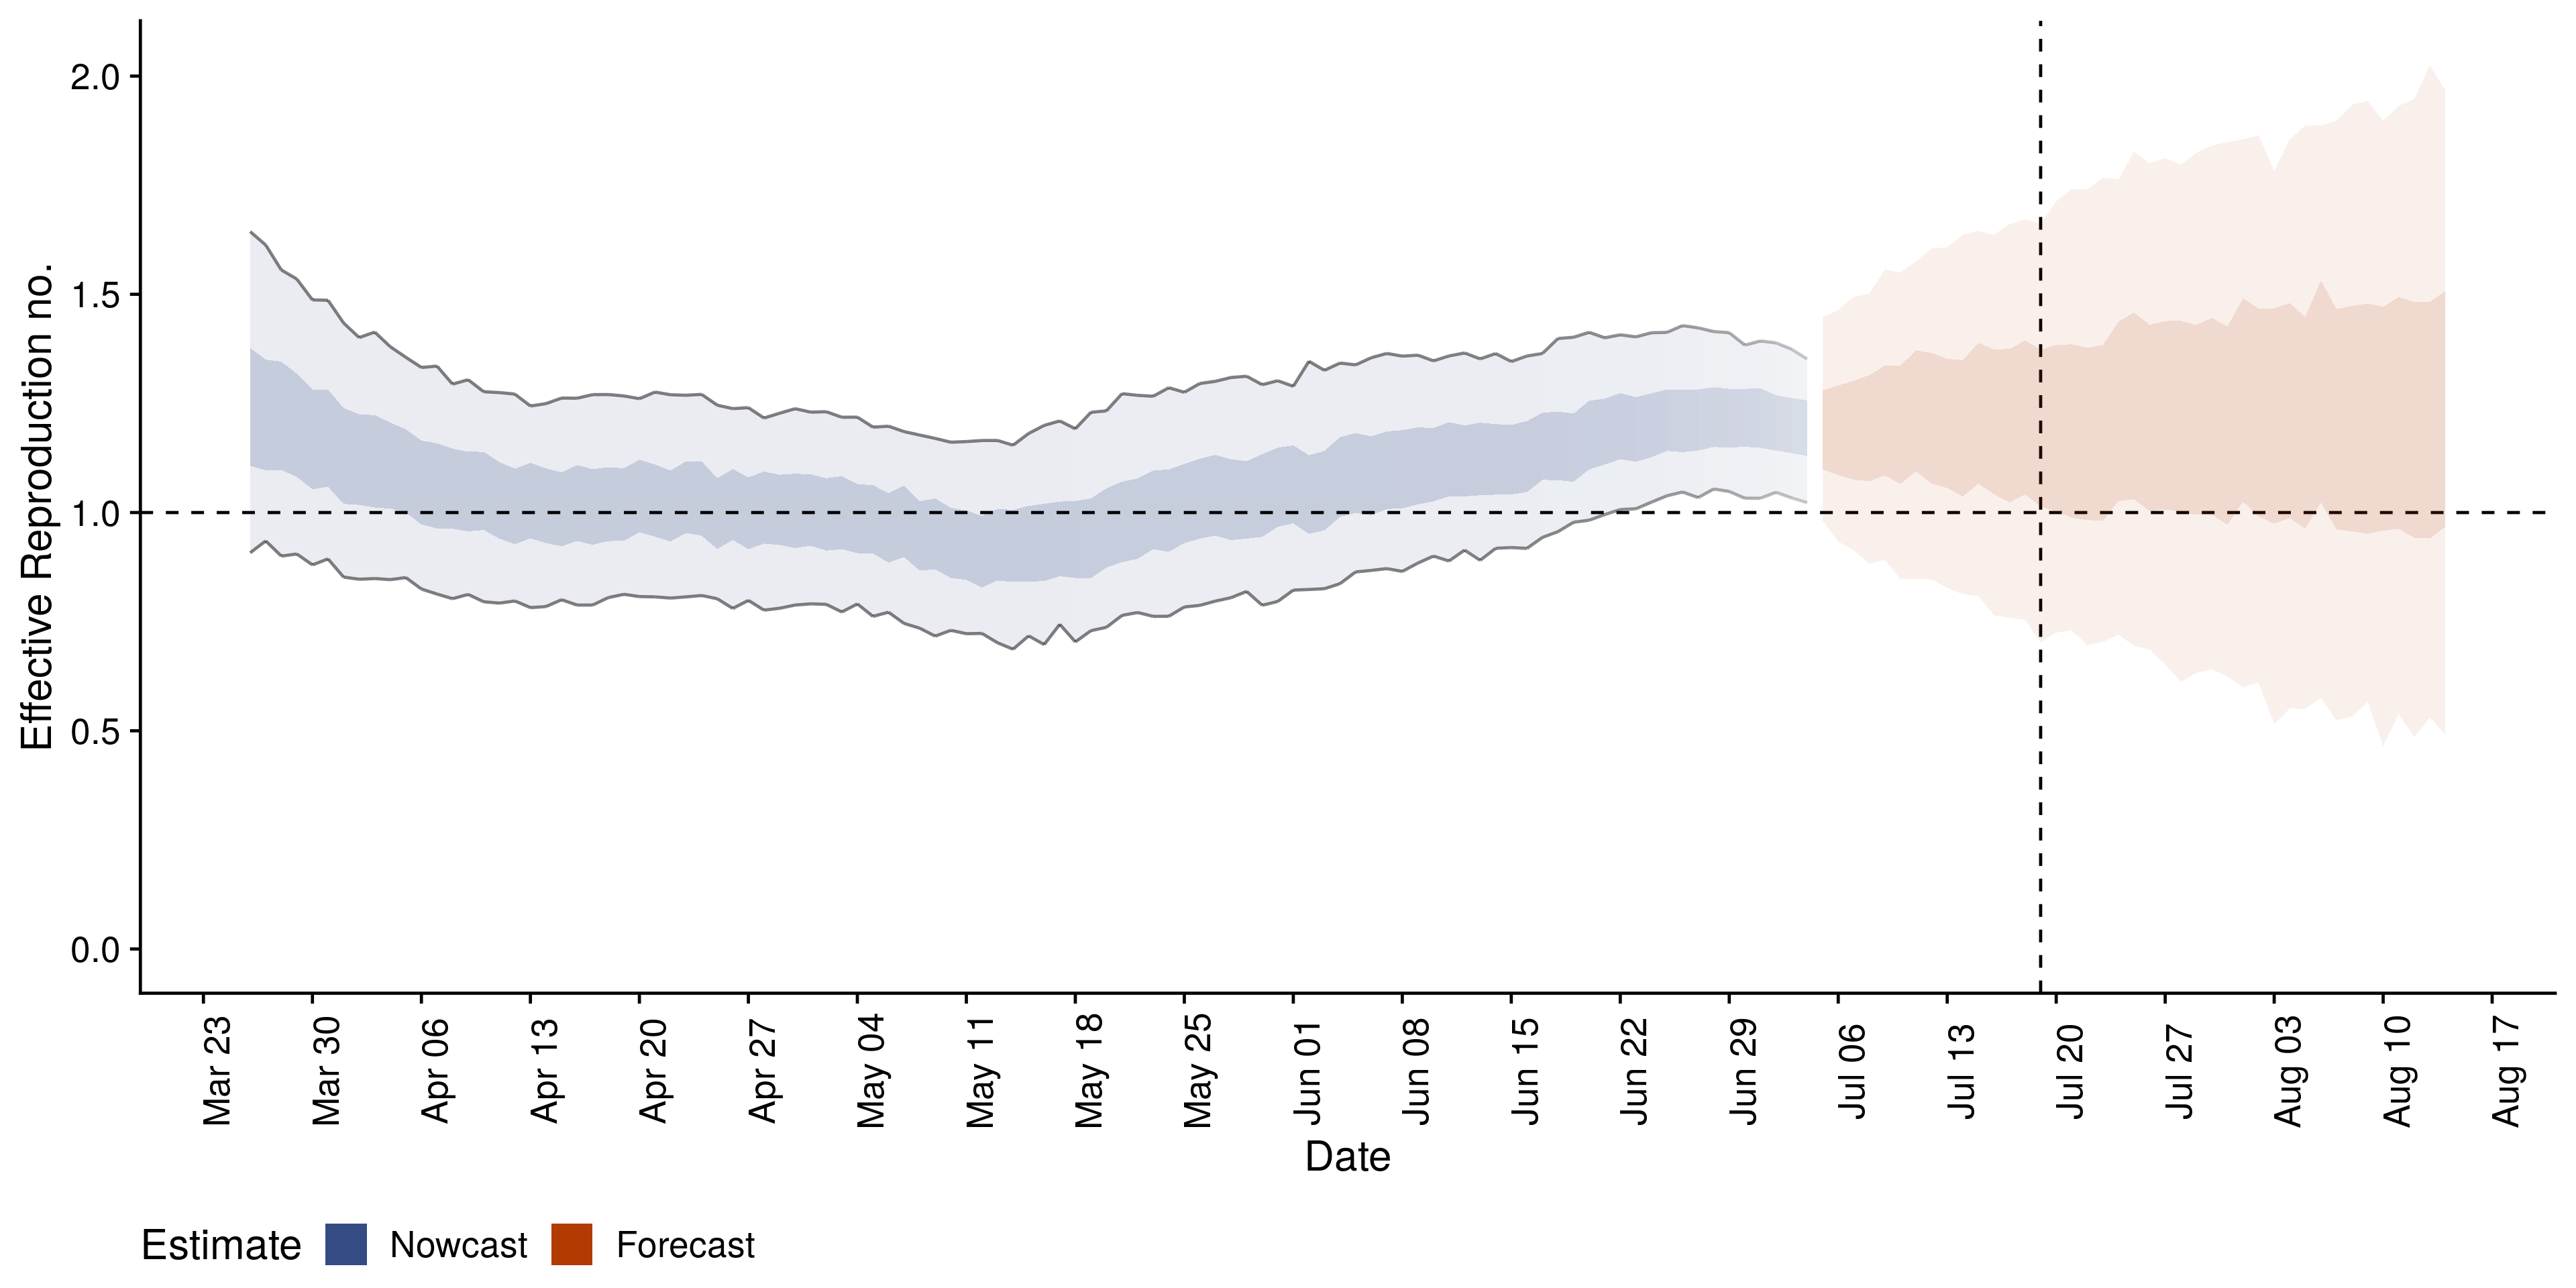 Effective Reproduction no.
2.0
1.5
1.0
0.5
0.0
Mar 23
Mar 30
Apr 06
Apr 13
Apr 20
Apr 27
May 04
May 11
May 18
May 25
Jun 01
Jun 08
Jun 15
Jun 22
Jun 29
Jul 06
Jul 13
Jul 20
Jul 27
Aug 03
Aug 10
Aug 17
Date
Estimate Nowcast Forecast